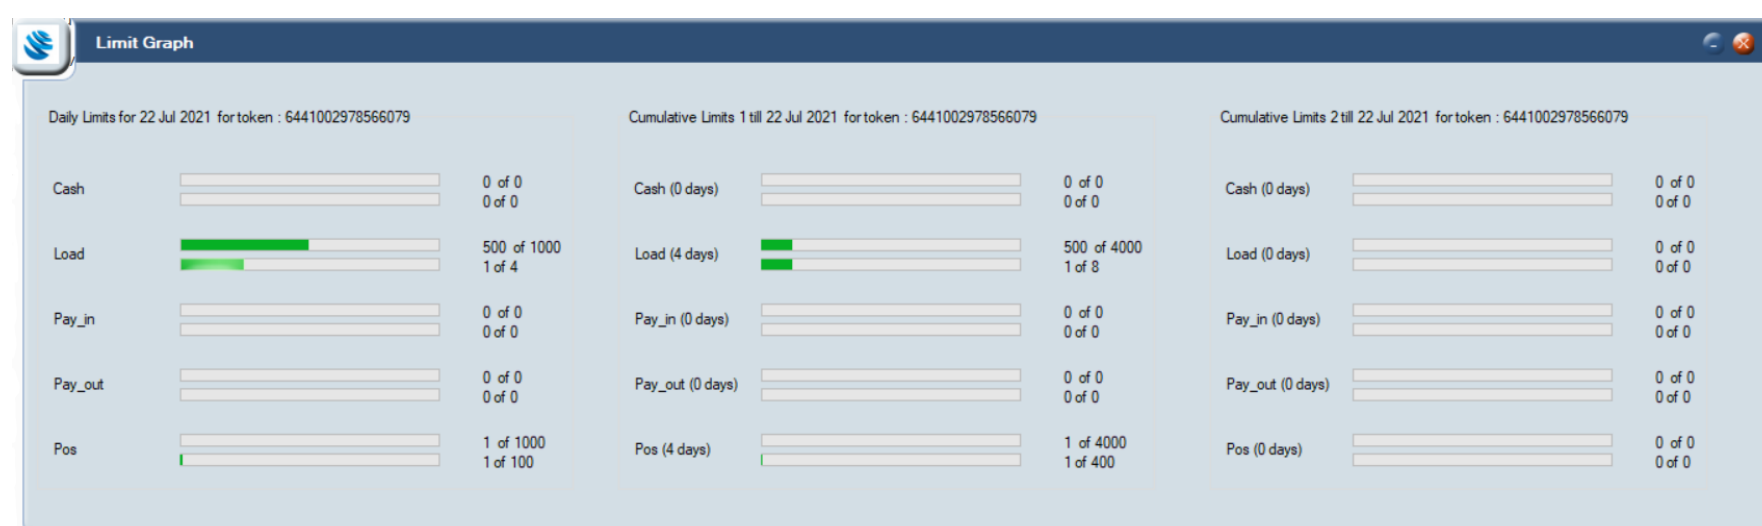 Limit Graph
Daily Limits for 22 Jul 2021 for token : 6441002978566079
Cash
0 of 0
0 of 0
Load
500 of 1000
1 of 4
Pay_in
0 of 0
0 of 0
Pay_out
0 of 0
0 of 0
Pos
1 of 1000
1 of 100
Cumulative Limits 1 till 22 Jul 2021 for token : 6441002978566079
Cash (0 days)
0 of 0
0 of 0
Load (4 days)
500 of 4000
1 of 8
Pay_in (0 days)
0 of 0
0 of 0
Pay_out (0 days)
0 of 0
0 of 0
Pos (4 days)
1 of 4000
1 of 400
Cumulative Limits 2 till 22 Jul 2021 for token : 6441002978566079
Cash (0 days)
0 of 0
0 of 0
Load (0 days)
0 of 0
0 of 0
Pay_in (0 days)
0 of 0
0 of 0
Pay_out (0 days)
0 of 0
0 of 0
Pos (0 days)
0 of 0
0 of 0